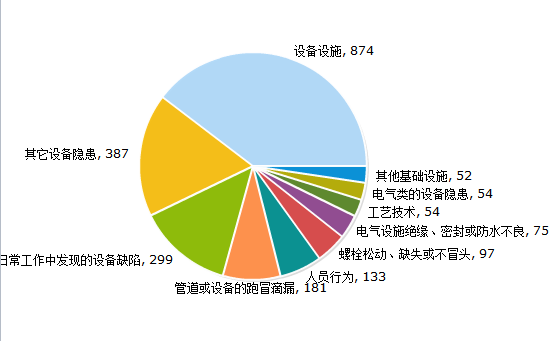 设备设施, 874
其它设备隐患, 387
其他基础设施, 52
电气类的设备隐患, 54
工艺技术, 54
电气设施绝缘、密封或防水不良, 75
螺栓松动、缺失或不冒头, 97
日常工作中发现的设备缺陷, 299
人员行为, 133
管道或设备的跑冒滴漏, 181